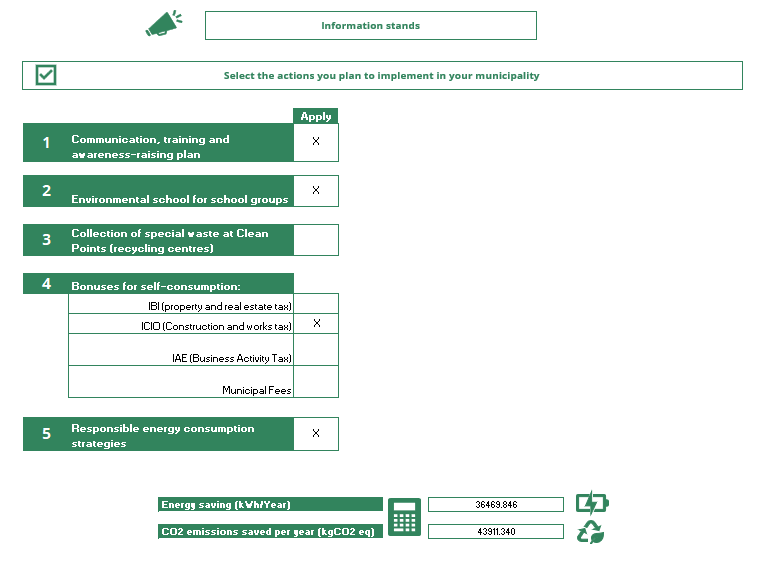 Information stands
Select the actions you plan to implement in your municipality
Apply
1 Communication, training and
awareness-raising plan
X
2 Environmental school for school groups
X
3 Collection of special waste at Clean
Points (recycling centres)
4 Bonuses for self-consumption:
IBI (property and real estate tax)
ICIO (Construction and works tax) X
IAE (Business Activity Tax)
Municipal Fees
5 Responsible energy consumption
strategies
X
Energy saving (kWh/Year) 36469.846
CO2 emissions saved per year (kgCO2 eq) 43911.340